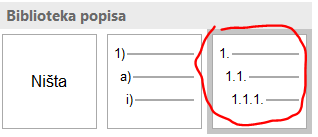 Biblioteka popisa
Ništa
1)
a)
i)
1.
1.1.
1.1.1.